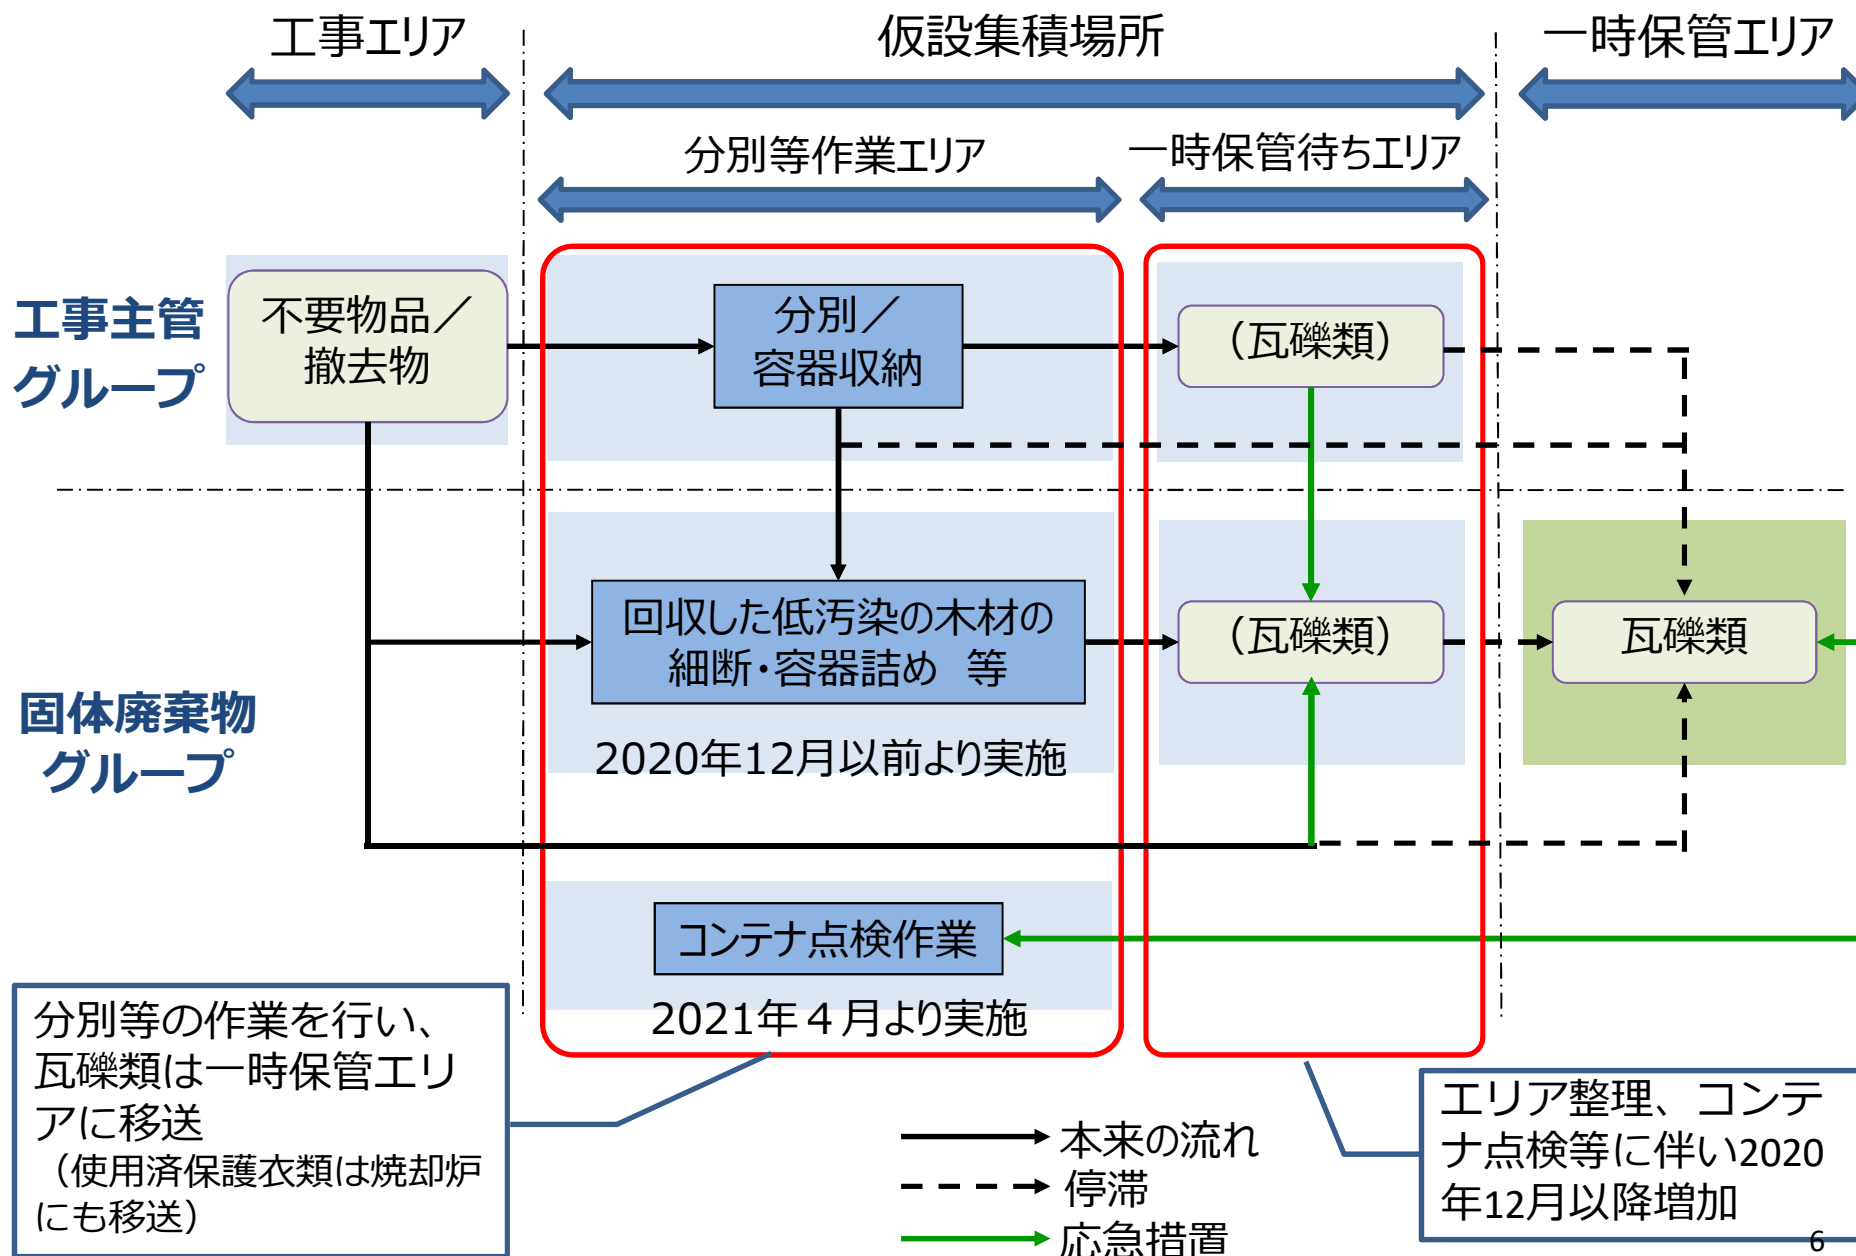 工事エリア
仮設集積場所
一時保管エリア
分別等作業エリア
一時保管待ちエリア
工事主管
グループ
不要物品／
撤去物
分別／
容器収納
（瓦礫類）
固体廃棄物
グループ
回収した低汚染の木材の
細断・容器詰め　等
2020年12月以前より実施
（瓦礫類）
瓦礫類
コンテナ点検作業
2021年４月より実施
分別等の作業を行い、
瓦礫類は一時保管エリ
アに移送
（使用済保護衣類は焼却炉
にも移送）
本来の流れ
停滞
応急措置
エリア整理、コンテ
ナ点検等に伴い2020
年12月以降増加
6